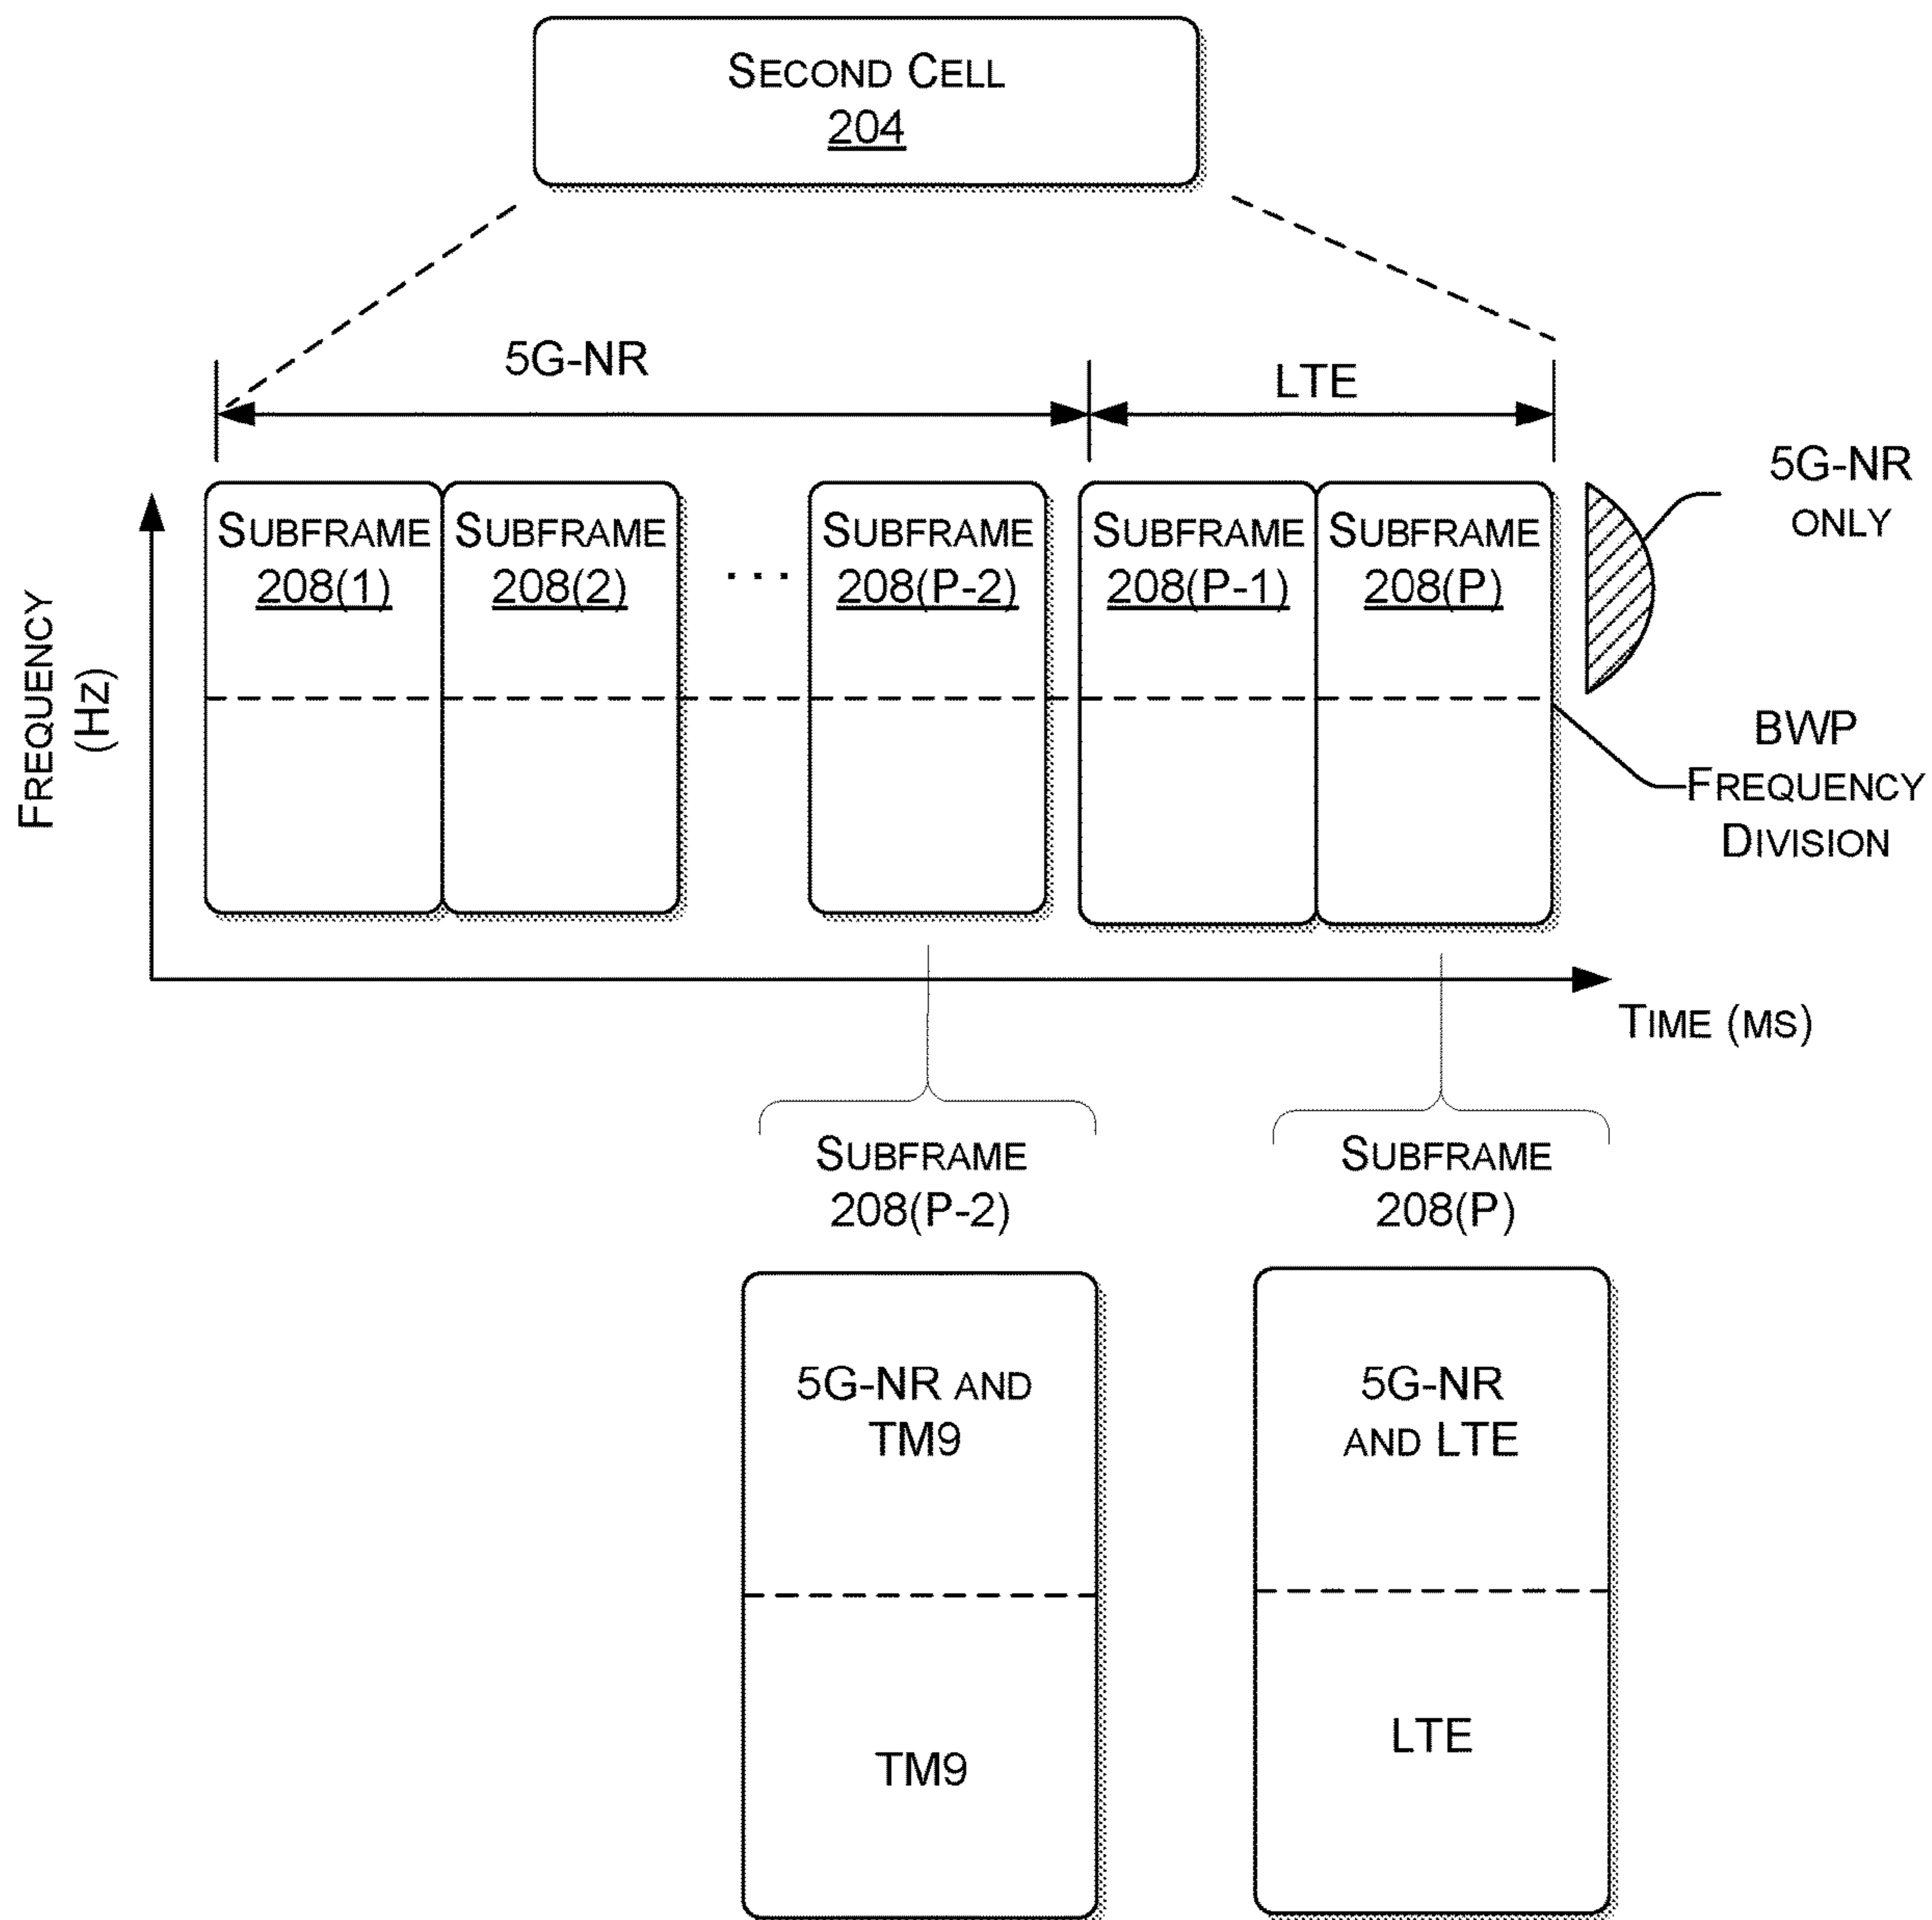 SECOND CELL
204
5G-NR
LTE
5G-NR
ONLY
SUBFRAME
208(1)
SUBFRAME
208(2)
...
SUBFRAME
208(P-2)
SUBFRAME
208(P-1)
SUBFRAME
208(P)
FREQUENCY
(HZ)
BWP
FREQUENCY
DIVISION
TIME (MS)
SUBFRAME
208(P-2)
SUBFRAME
208(P)
5G-NR AND
TM9
5G-NR
AND LTE
TM9
LTE